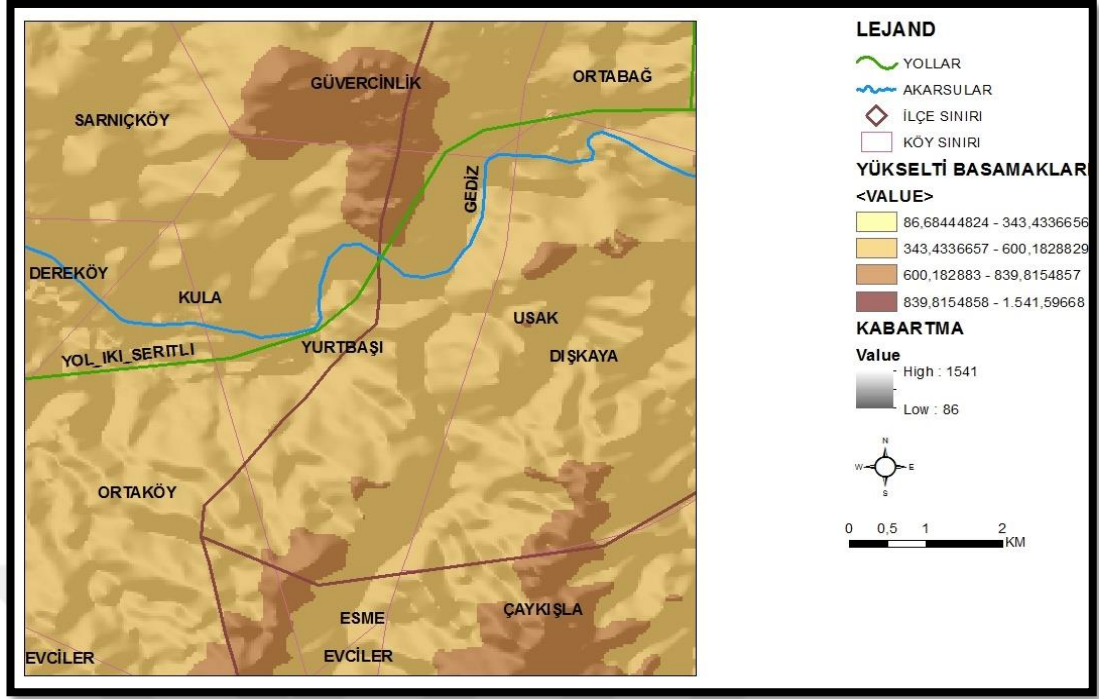 GÜVERCİNLİK
ORTABAĞ
SARNIÇKÖY
GEDİZ
DEREKÖY
KULA
USAK
YOL_IKI_SERITLI
YURTBAŞI
DIŞKAYA
ORTAKÖY
ÇAYKIŞLA
ESME
EVCİLER
EVCİLER
LEJAND
YOLLAR
AKARSULAR
İLÇE SINIRI
KÖY SINIRI
YÜKSELTİ BASAMAKLARI
<VALUE>
86,68444824 - 343,4336656
343,4336657 - 600,1828829
600,182883 - 839,8154857
839,8154858 - 1.541,59668
KABARTMA
Value
High : 1541
Low : 86
N
W E
S
0 0,5 1 2
KM